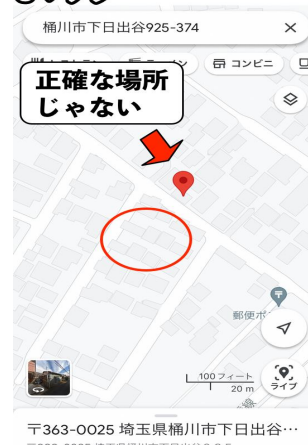 桶川市下日出谷925-374
コンビニ
正確な場所
じゃない
郵便ポ
100 フィート
20 m
ライブ
〒363-0025 埼玉県桶川市下日出谷…